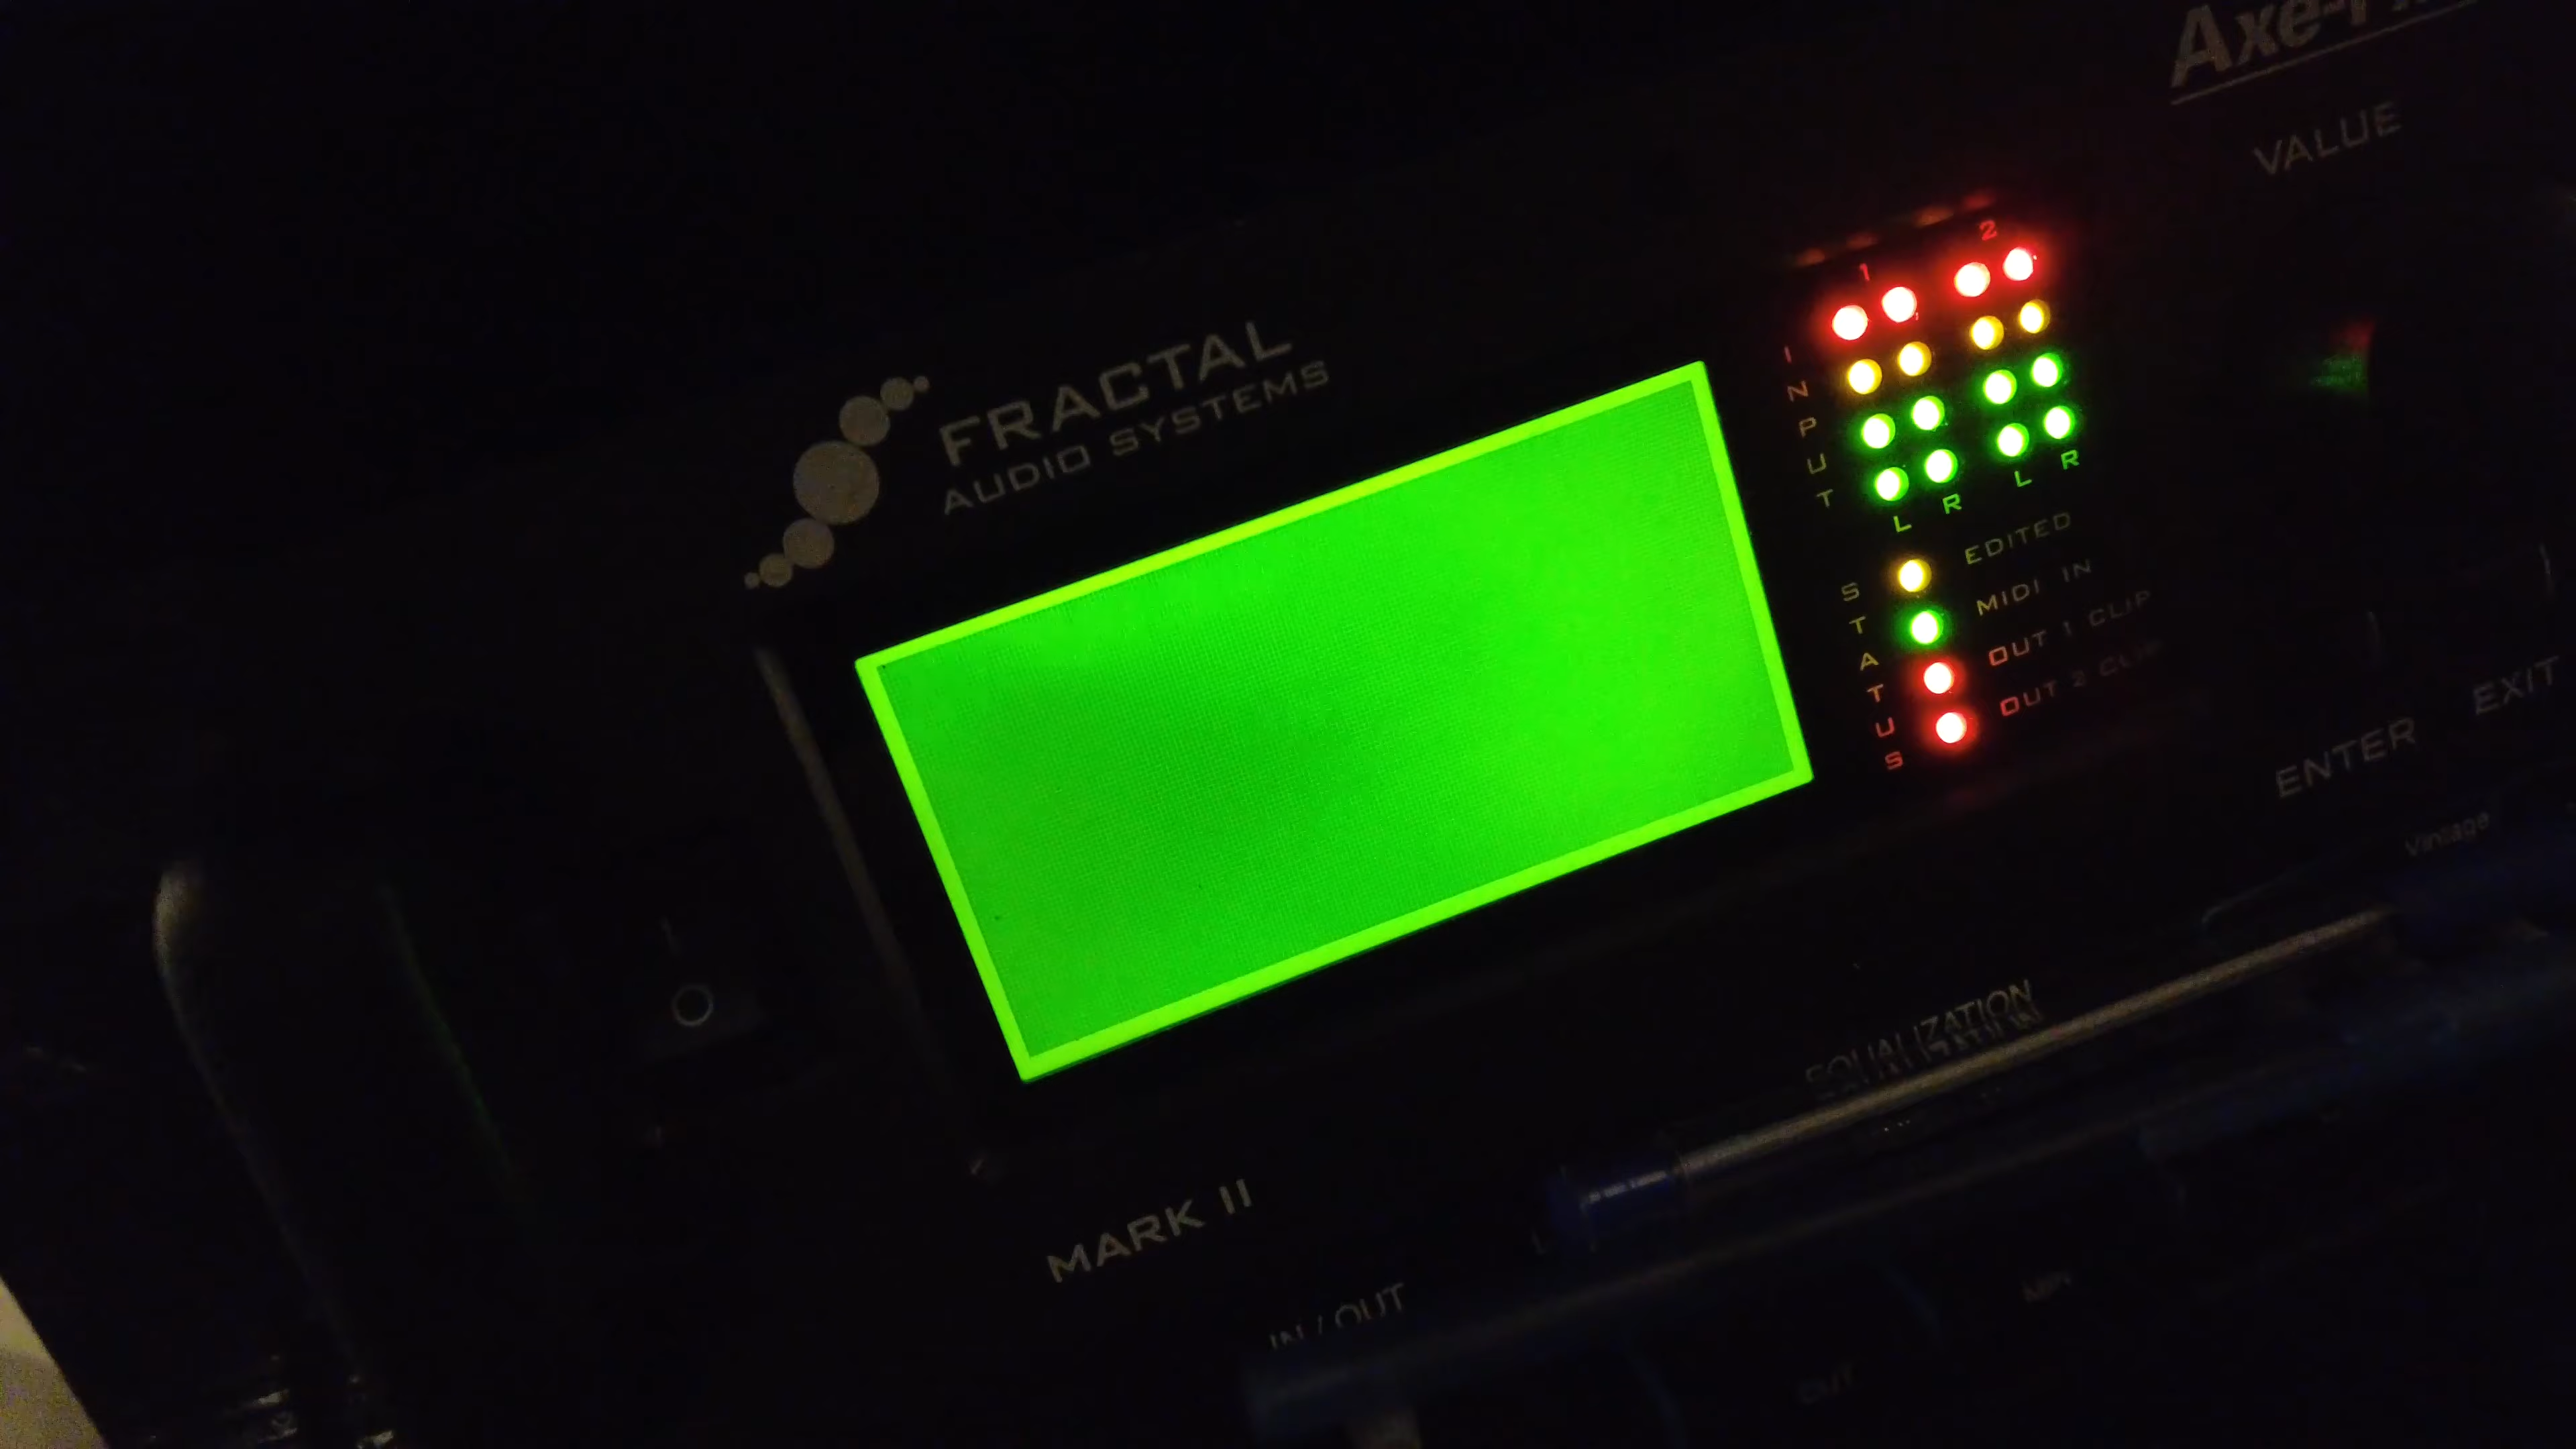 VALUE
FRACTAL
AUDIO SYSTEMS
1
2
INPUT
L R L R
STATUS
EDITED
MIDI IN
OUT 1 CLIP
OUT 2 CLIP
ENTER
EXIT
Vintage
EQUALIZATION
MARK II
IN / OUT